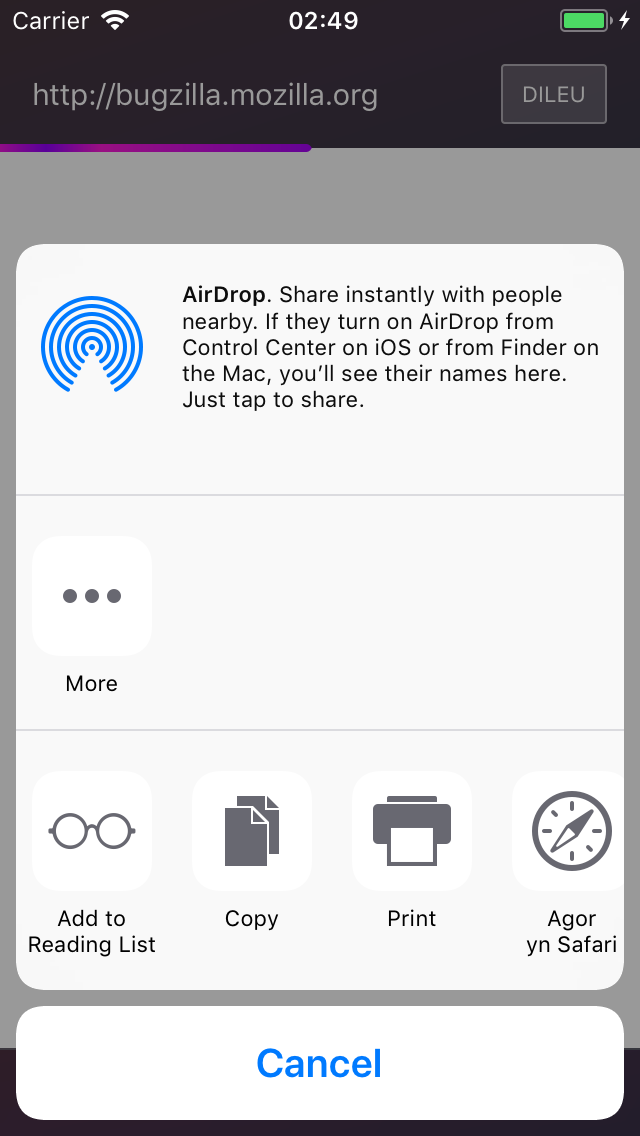 Carrier 02:49
http://bugzilla.mozilla.org DILEU
AirDrop. Share instantly with people
nearby. If they turn on AirDrop from
Control Center on iOS or from Finder on
the Mac, you’ll see their names here.
Just tap to share.
More
Add to
Reading List
Copy
Print
Agor
yn Safari
Cancel